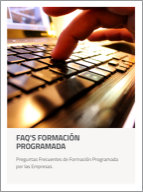 FAQ'S FORMACIÓN
PROGRAMADA
Preguntas Frecuentes de Formación Programada
por las Empresas